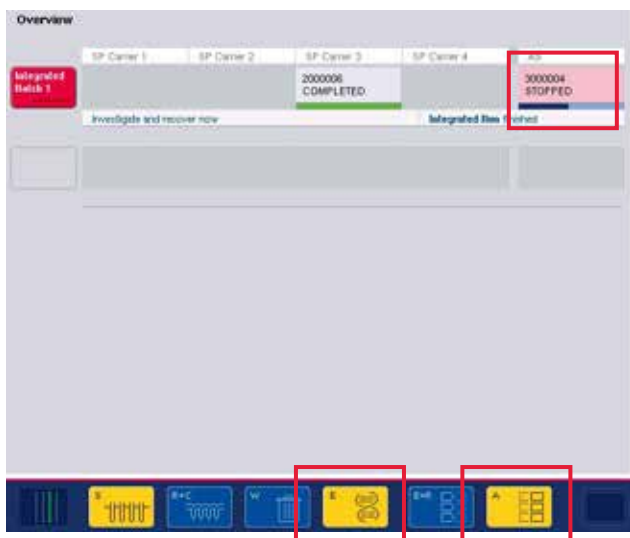 Overview
SP Carrier 1 SP Carrier 2 SP Carrier 3 SP Carrier 4 AS
Integrated
Batch 1
2000006
COMPLETED
3000004
STOPPED
Investigate and recover now Integrated Run finished
S R+C W E E+R A